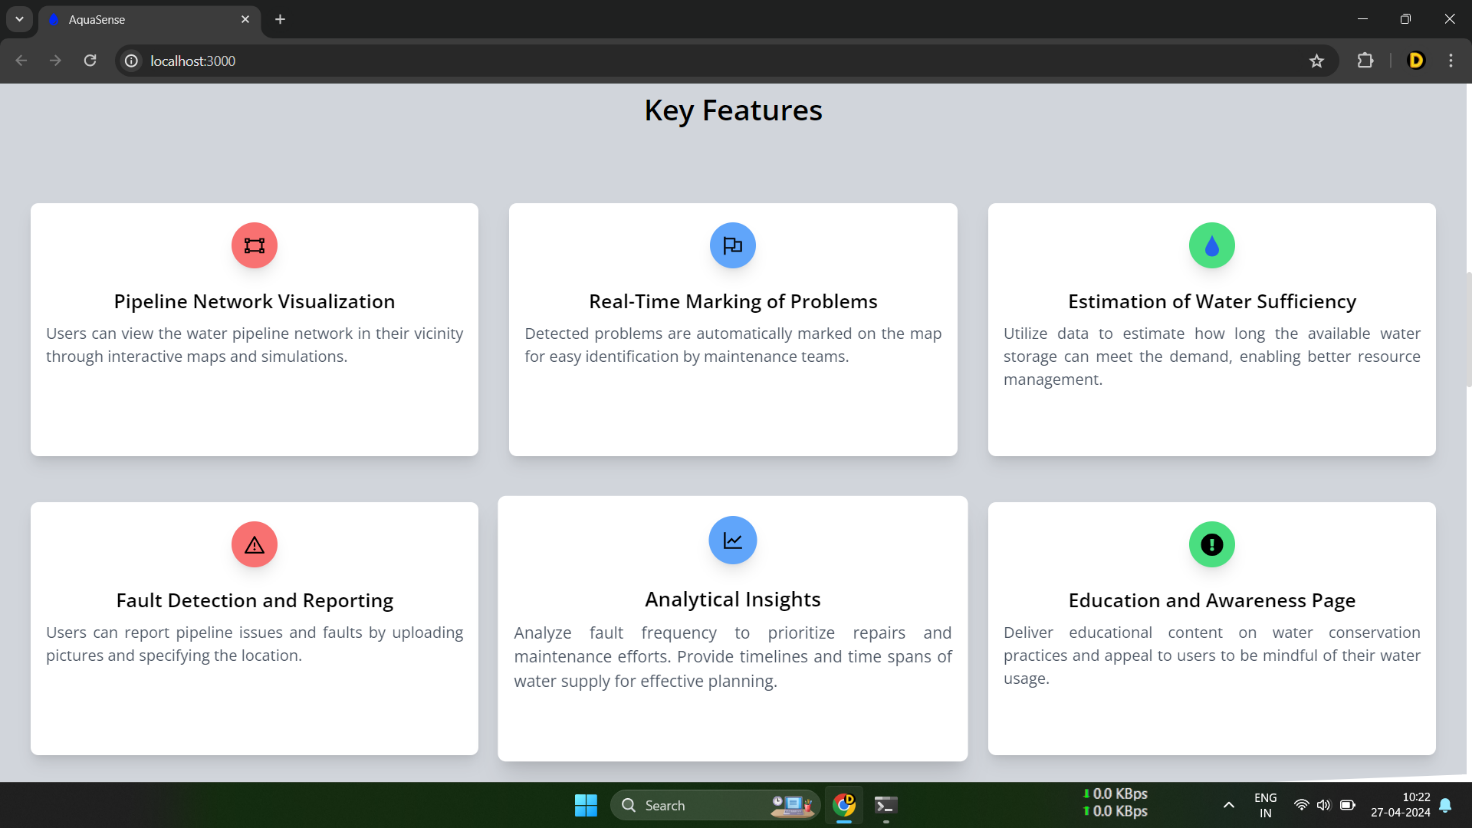 AquaSense
localhost:3000
D
Key Features
Pipeline Network Visualization
Users can view the water pipeline network in their vicinity
through interactive maps and simulations.
Real-Time Marking of Problems
Detected problems are automatically marked on the map
for easy identification by maintenance teams.
Estimation of Water Sufficiency
Utilize data to estimate how long the available water
storage can meet the demand, enabling better resource
management.
Fault Detection and Reporting
Users can report pipeline issues and faults by uploading
pictures and specifying the location.
Analytical Insights
Analyze fault frequency to prioritize repairs and
maintenance efforts. Provide timelines and time spans of
water supply for effective planning.
Education and Awareness Page
Deliver educational content on water conservation
practices and appeal to users to be mindful of their water
usage.
Search
D
0.0 KBps
0.0 KBps
ENG
IN
10:22
27-04-2024